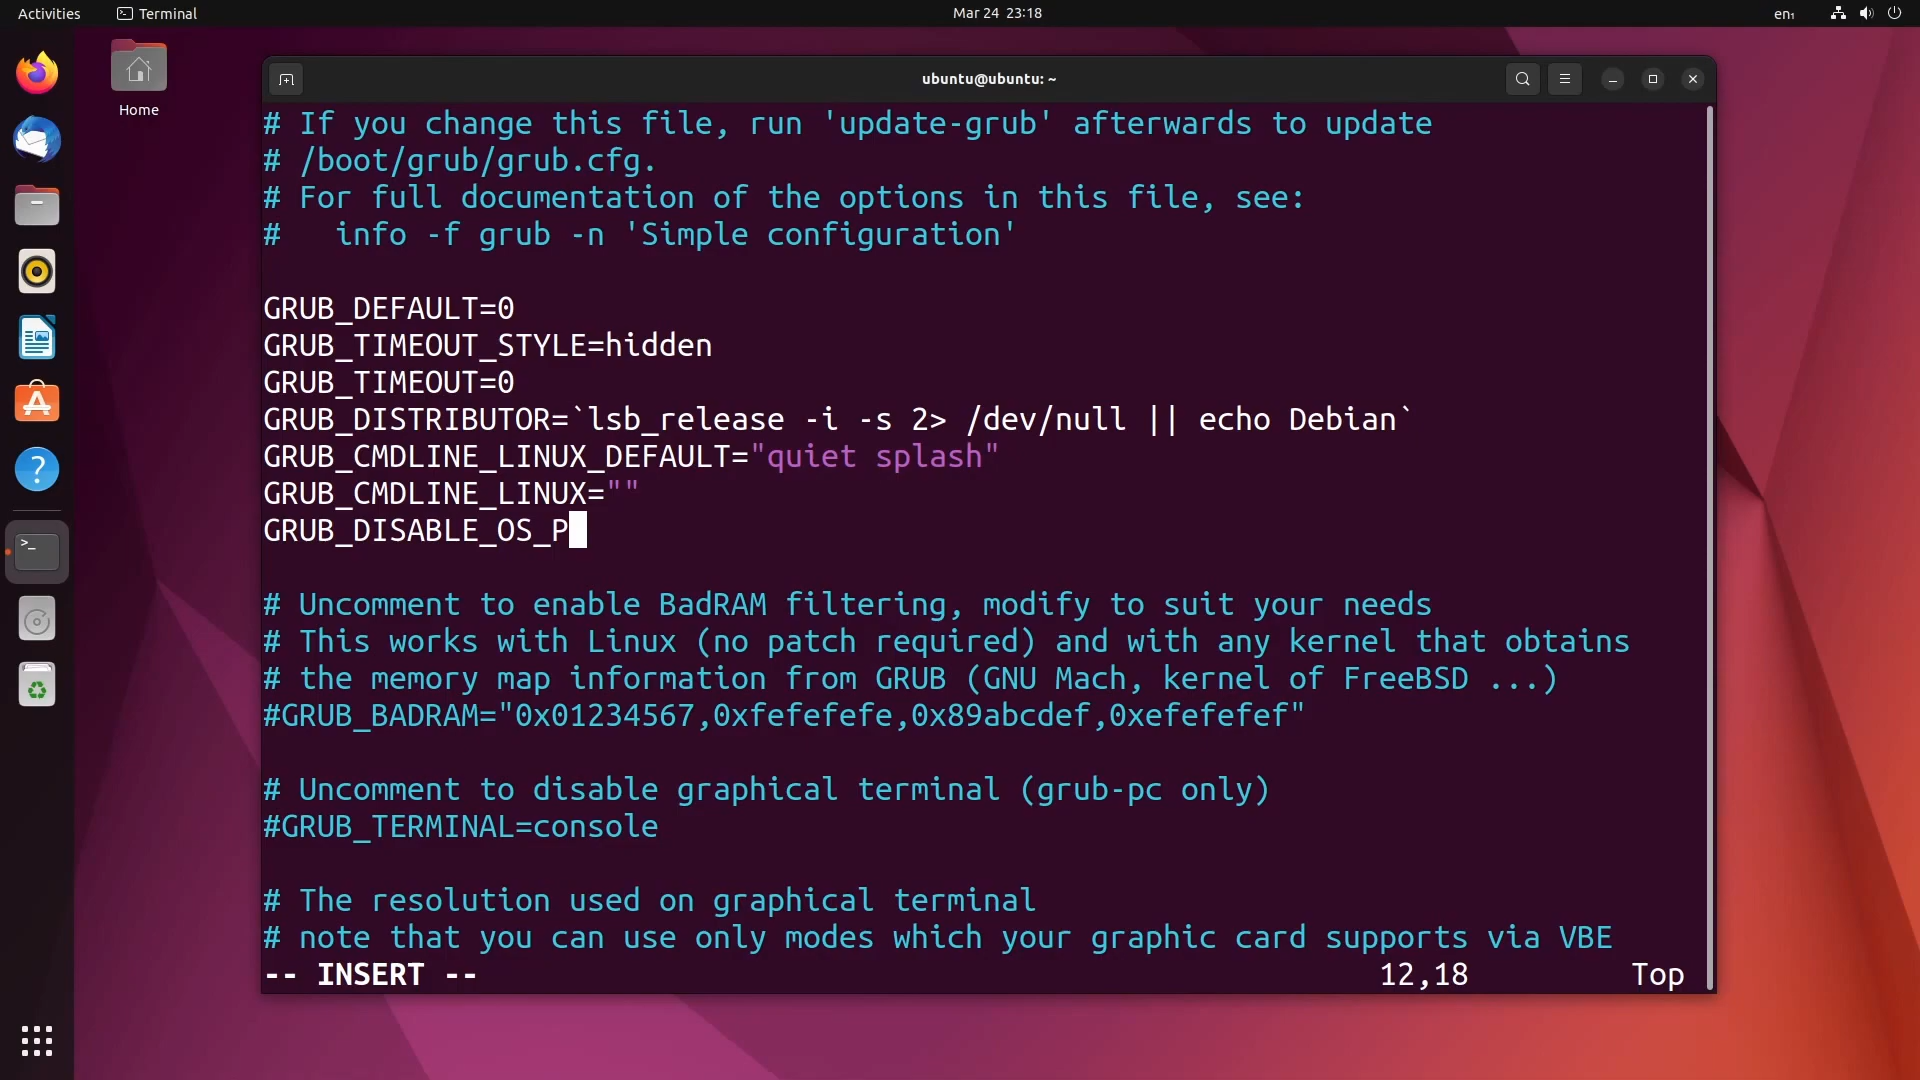 Activities
Terminal
Mar 24 23:18
en₁
Home
ubuntu@ubuntu: ~
# If you change this file, run 'update-grub' afterwards to update
# /boot/grub/grub.cfg.
# For full documentation of the options in this file, see:
#   info -f grub -n 'Simple configuration'
GRUB_DEFAULT=0
GRUB_TIMEOUT_STYLE=hidden
GRUB_TIMEOUT=0
GRUB_DISTRIBUTOR=`lsb_release -i -s 2> /dev/null || echo Debian`
GRUB_CMDLINE_LINUX_DEFAULT="quiet splash"
GRUB_CMDLINE_LINUX=""
GRUB_DISABLE_OS_P
# Uncomment to enable BadRAM filtering, modify to suit your needs
# This works with Linux (no patch required) and with any kernel that obtains
# the memory map information from GRUB (GNU Mach, kernel of FreeBSD ...)
#GRUB_BADRAM="0x01234567,0xfefefefe,0x89abcdef,0xefefefef"
# Uncomment to disable graphical terminal (grub-pc only)
#GRUB_TERMINAL=console
# The resolution used on graphical terminal
# note that you can use only modes which your graphic card supports via VBE
-- INSERT -- 12,18 Top